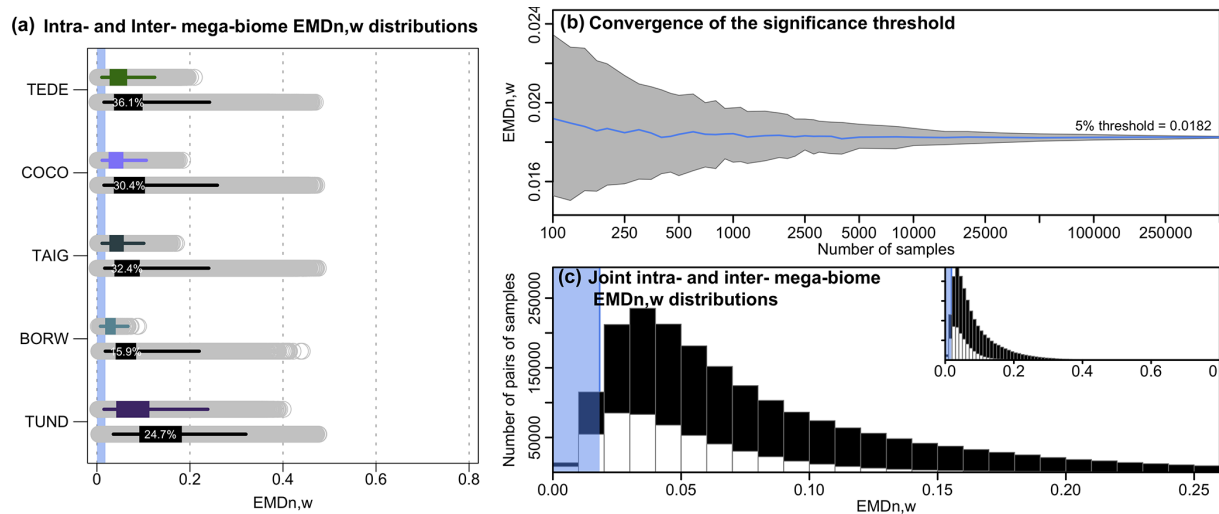 (a) Intra- and Inter- mega-biome EMDn,w distributions
TEDE
36.1%
COCO
30.4%
TAIG
32.4%
BORW
15.9%
TUND
24.7%
0 0.2 0.4 0.6 0.8
EMDn,w
(b) Convergence of the significance threshold
EMDn,w
0.024
0.020
0.016
5% threshold = 0.0182
100 250 500 1000 2500 5000 10000 100000 250000
Number of samples
(c) Joint intra- and inter- mega-biome
EMDn,w distributions
Number of pairs of samples
250000
150000
50000
0.0 0.2 0.4 0.6
0.00 0.05 0.10 0.15 0.20 0.25
EMDn,w